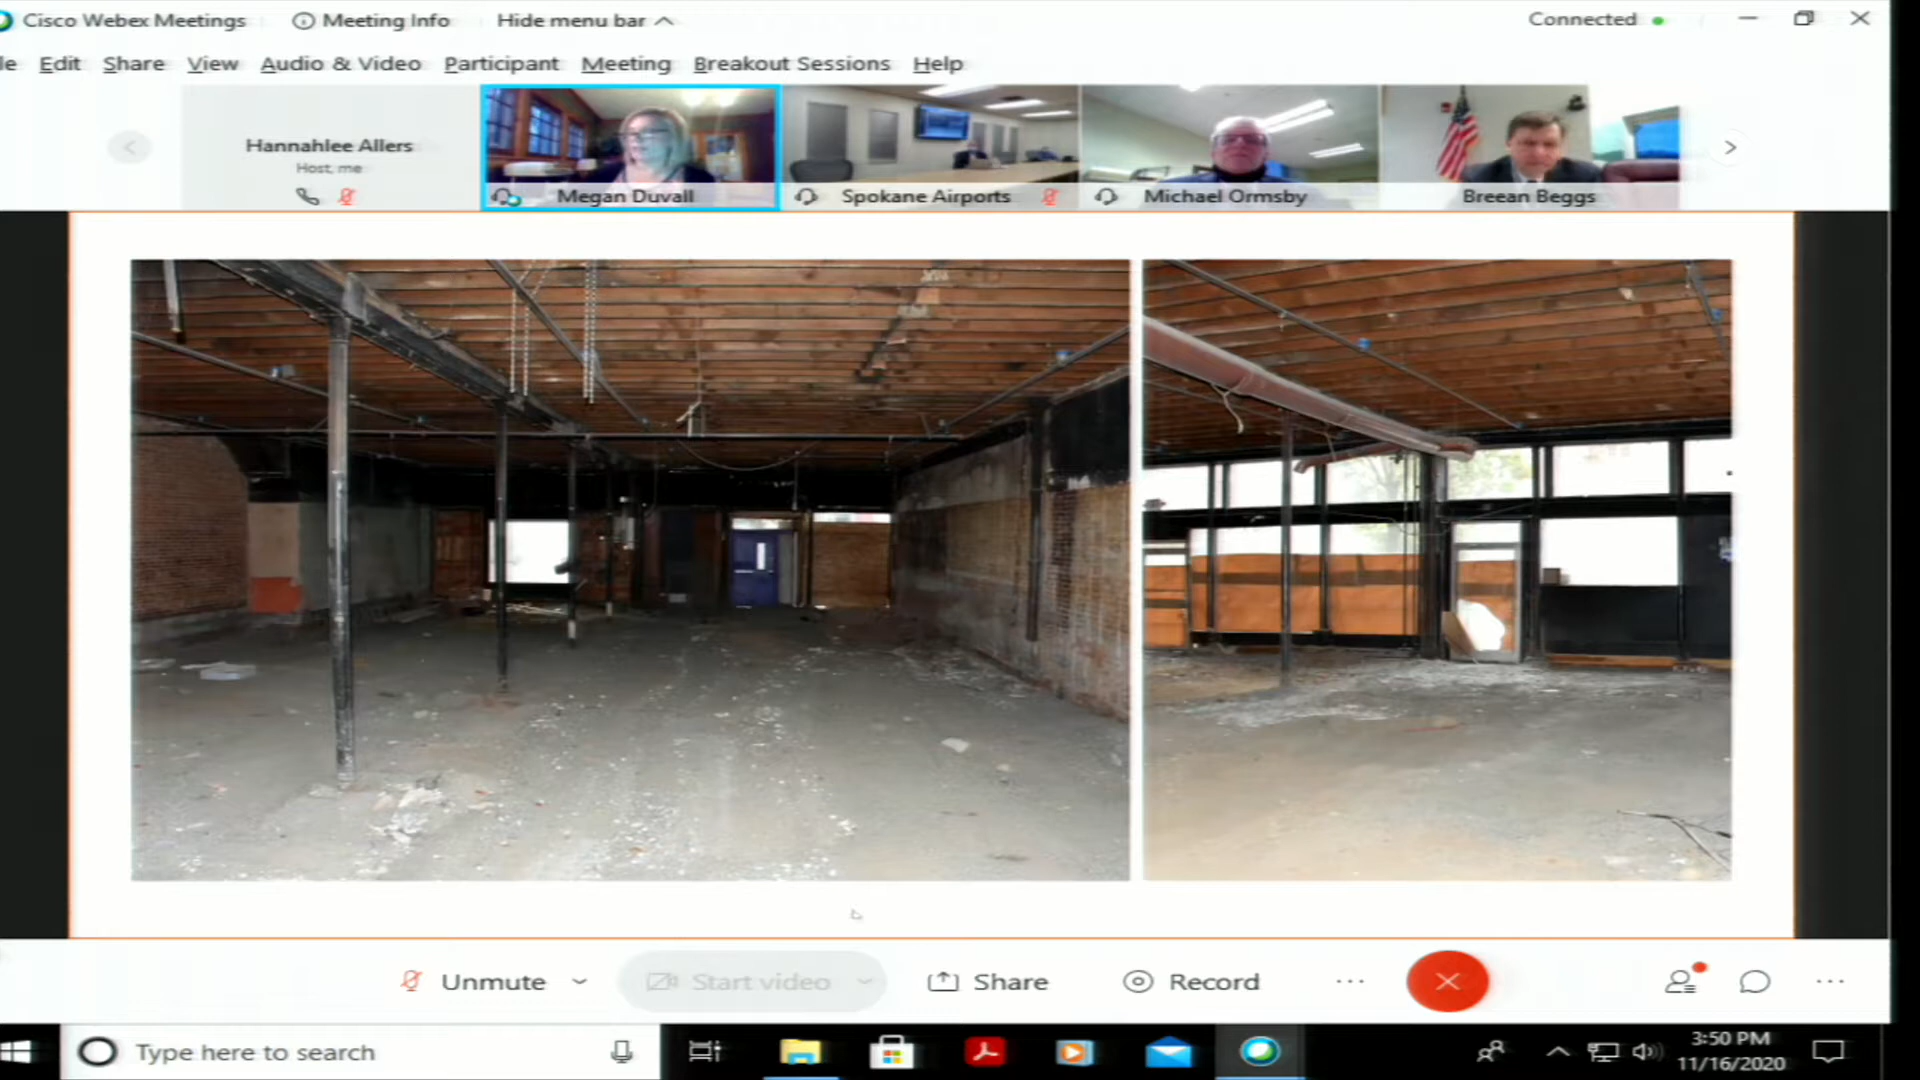 Cisco Webex Meetings Meeting Info Hide menu bar Connected
le Edit Share View Audio & Video Participant Meeting Breakout Sessions Help
Hannahlee Allers
Host, me
Megan Duvall
Spokane Airports
Michael Ormsby
Breean Beggs
Unmute Start video Share Record
Type here to search
3:50 PM
11/16/2020